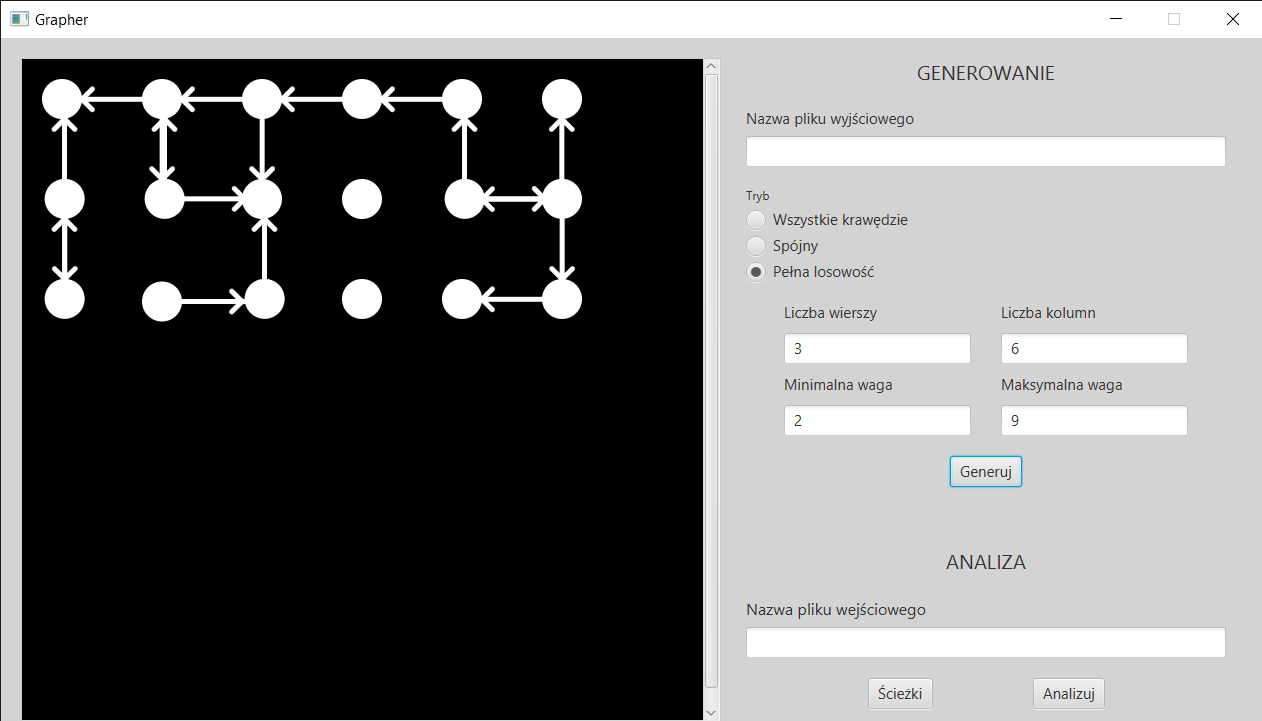 Grapher
GENEROWANIE
Nazwa pliku wyjściowego
Tryb
Wszystkie krawędzie
Spójny
Pełna losowość
Liczba wierszy Liczba kolumn
3 6
Minimalna waga Maksymalna waga
2 9
Generuj
ANALIZA
Nazwa pliku wejściowego
Ścieżki Analizuj